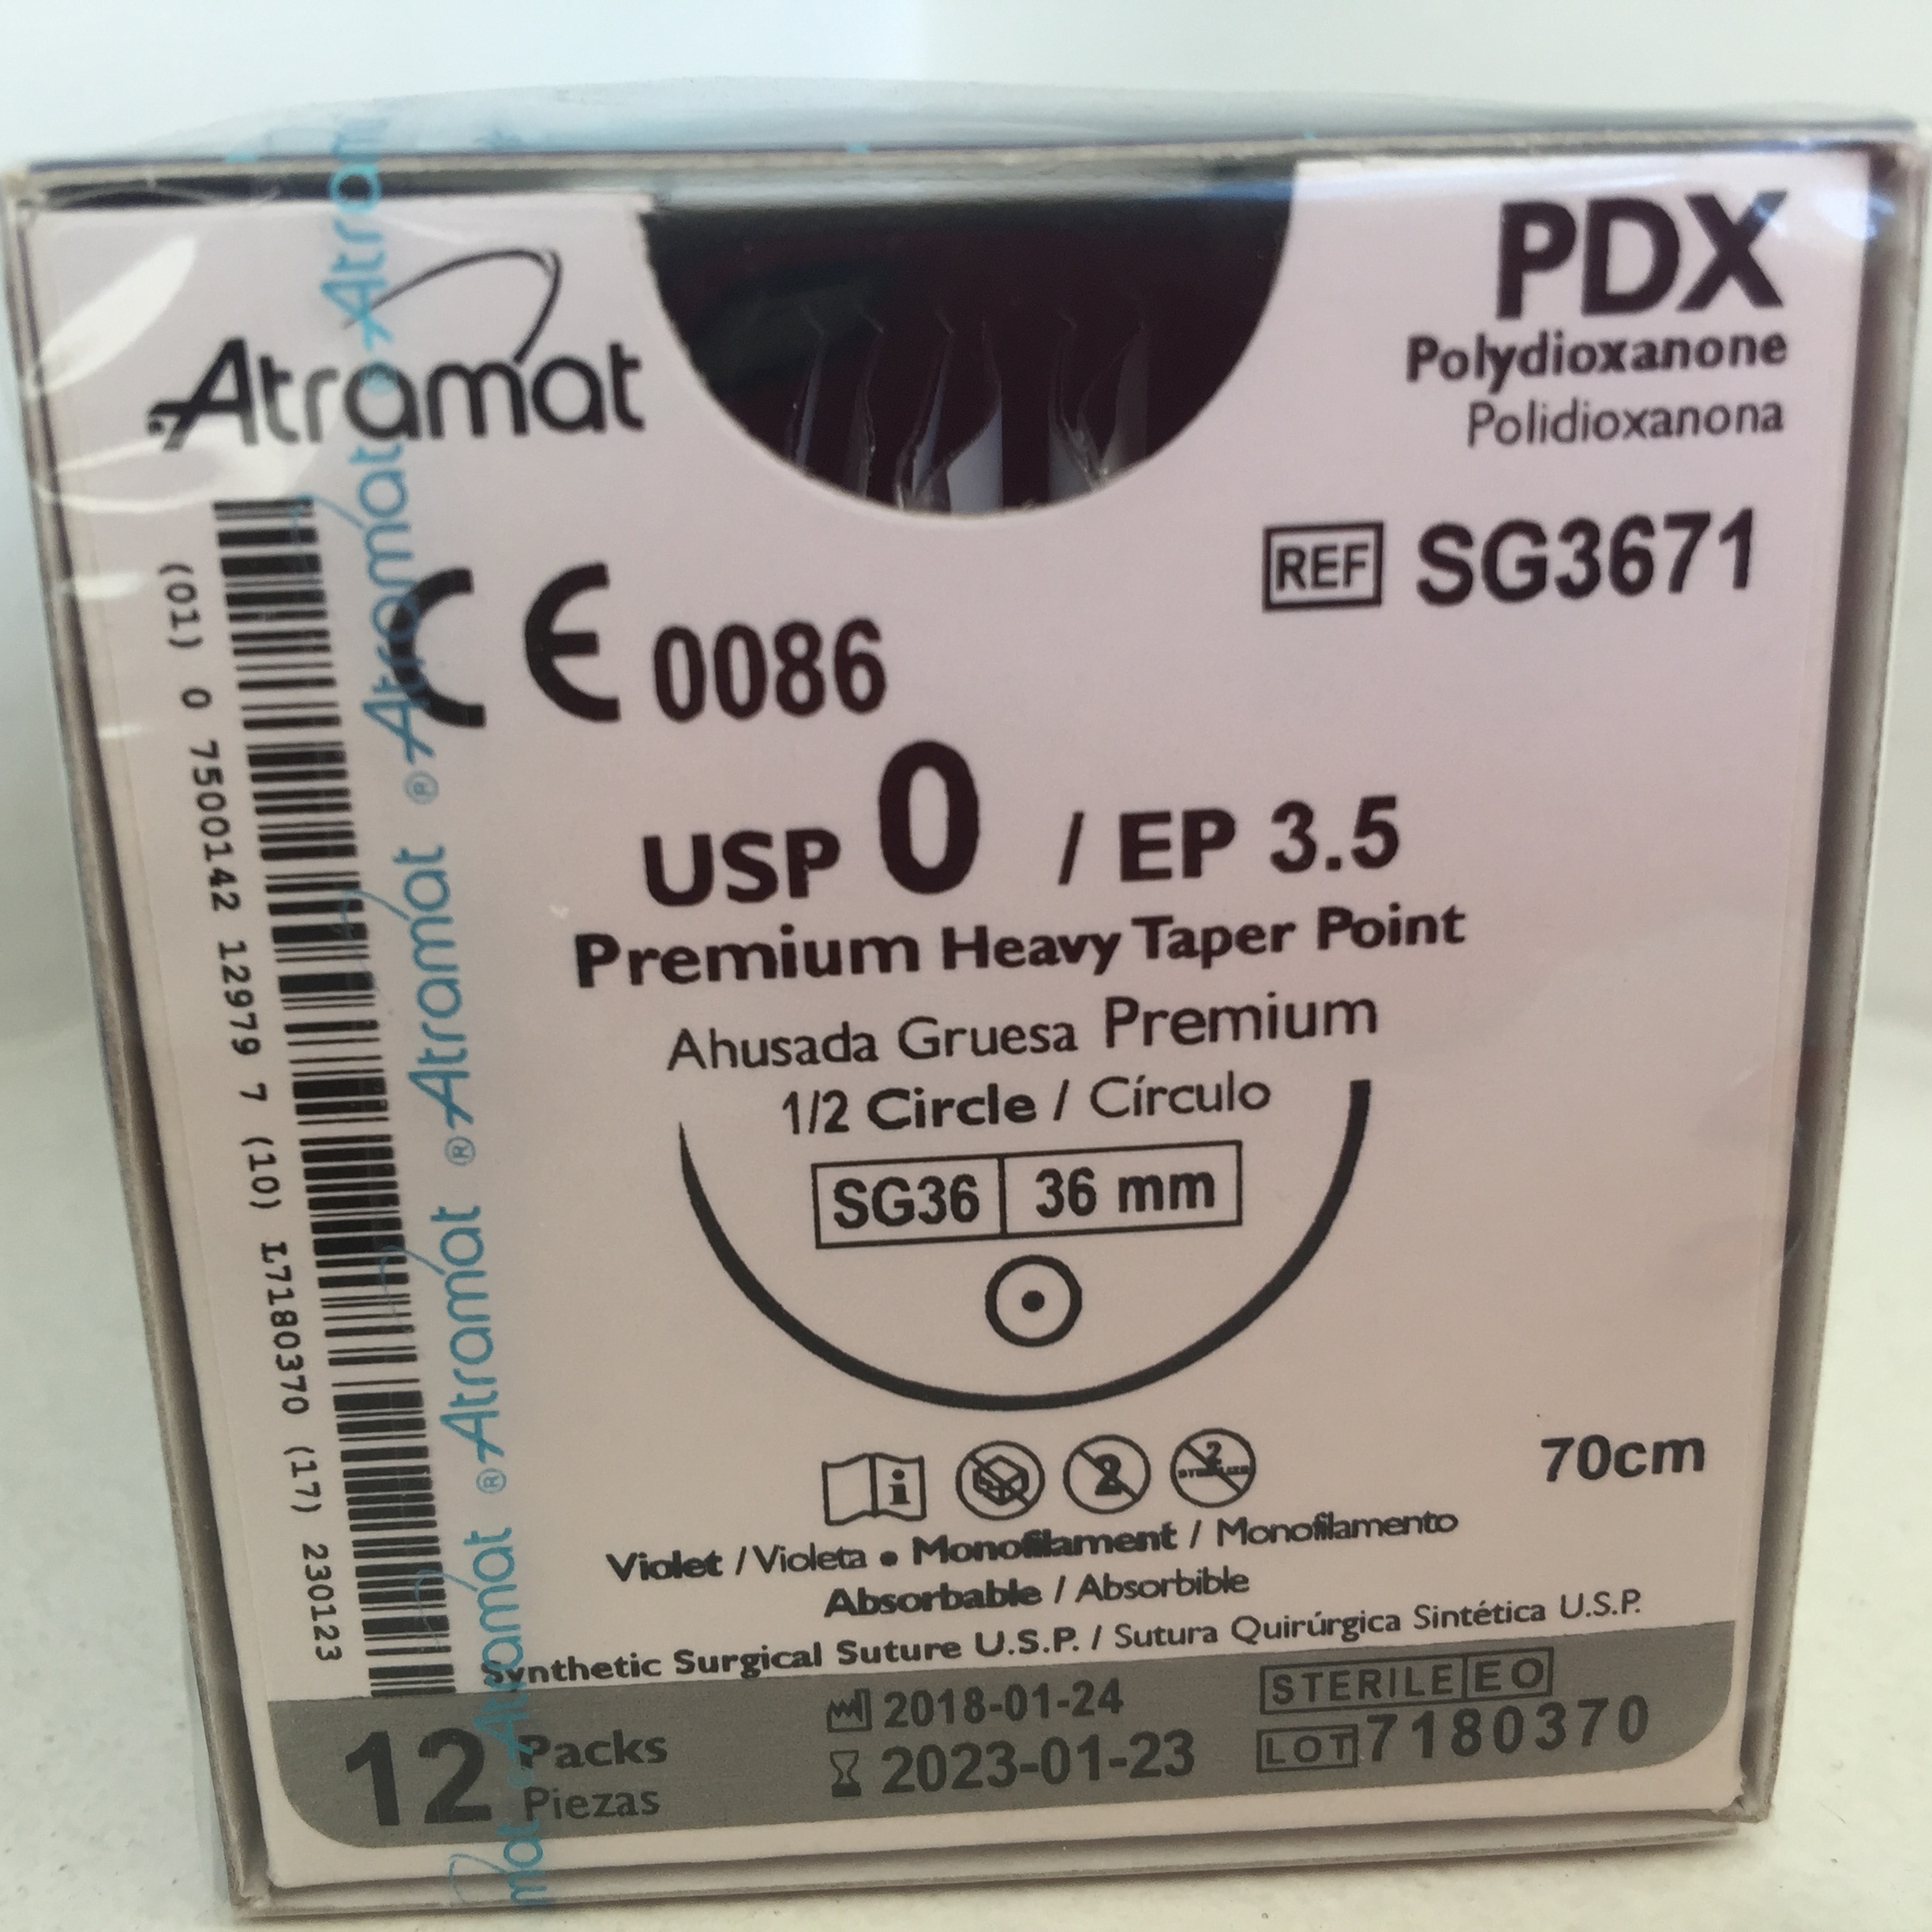 Atramat
PDX
Polydioxanone
Polidioxanona
REF SG3671
CE 0086
USP 0 / EP 3.5
Premium Heavy Taper Point
Ahusada Gruesa Premium
1/2 Circle / Círculo
SG36 36 mm
70cm
Violet / Violeta • Monofilament / Monofilamento
Absorbable / Absorbible
Synthetic Surgical Suture U.S.P. / Sutura Quirúrgica Sintética U.S.P.
12 Packs
Piezas
2018-01-24
2023-01-23
STERILE EO
LOT 7180370
(01) 0 7500142 12979 7 (10) L7180370 (17) 230123
Atramat Atramat ® Atramat ® Atramat ® Atramat ® Atramat